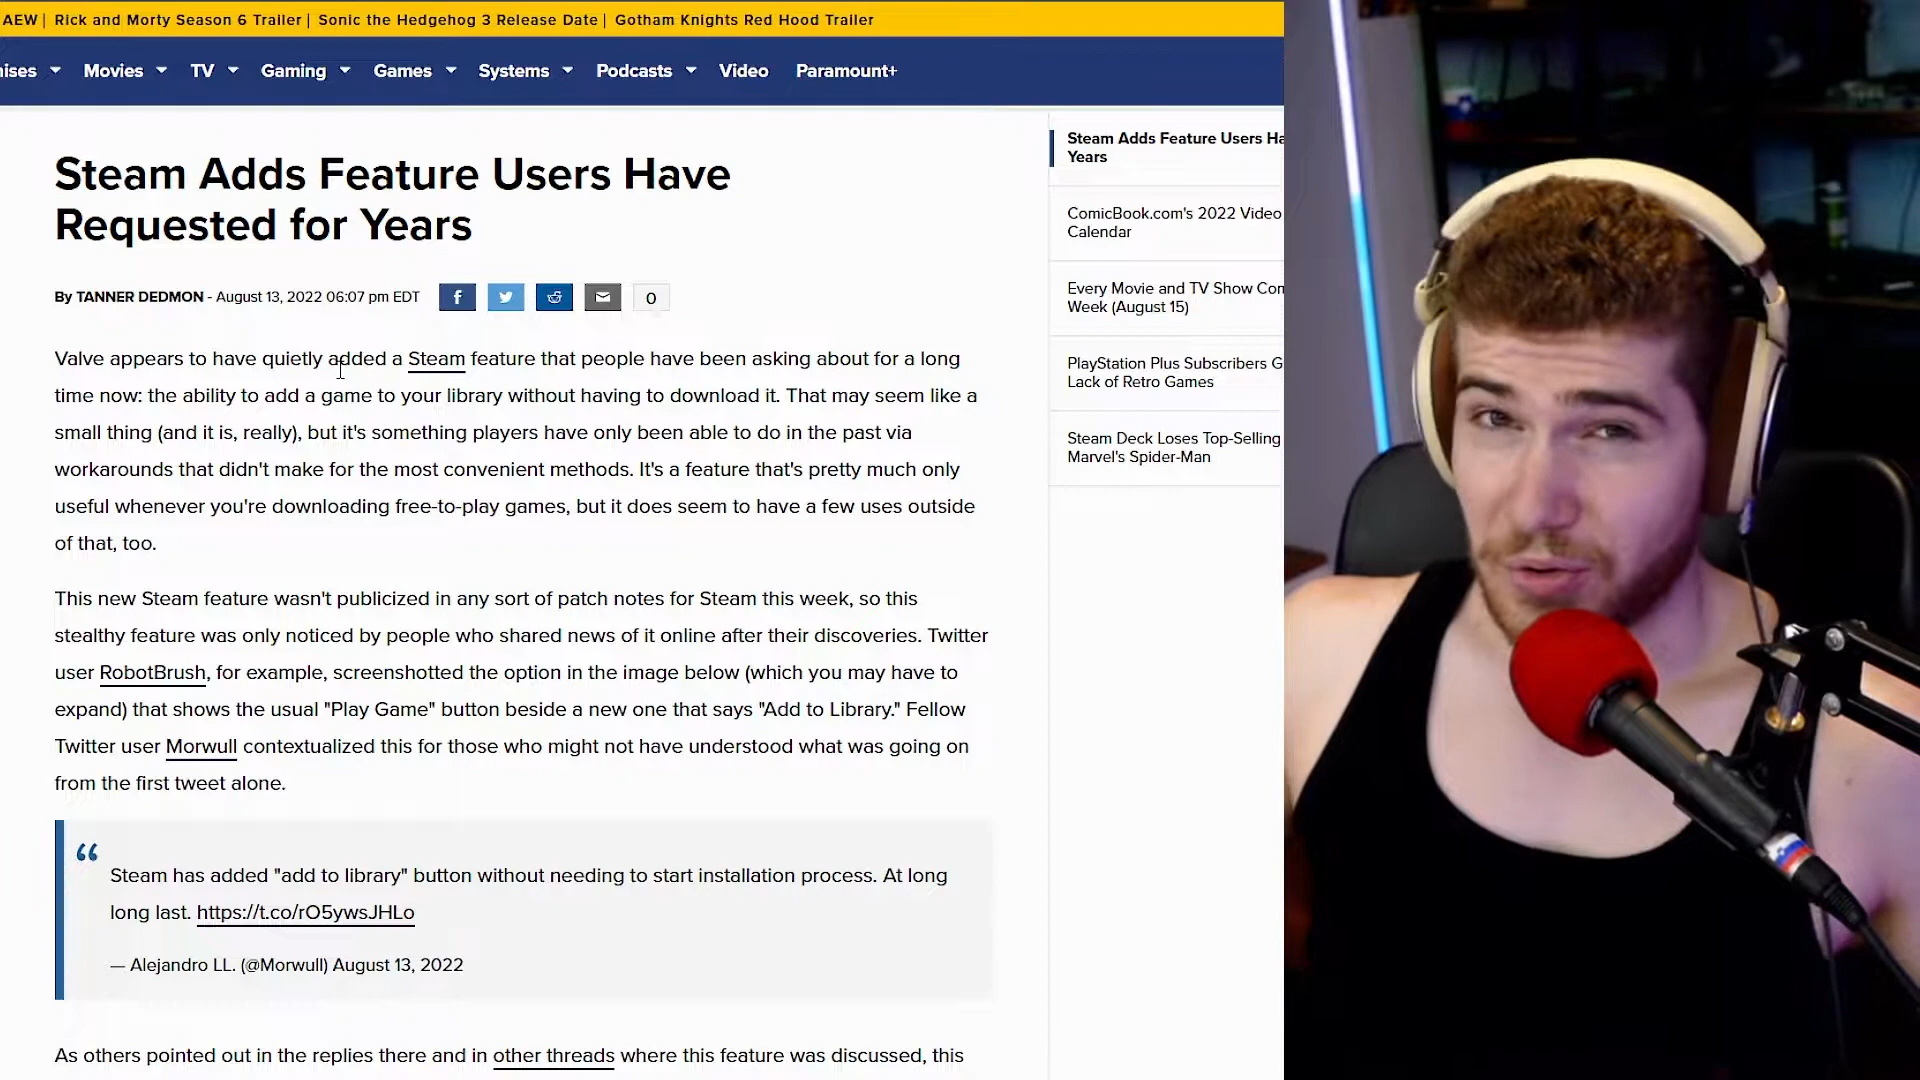 AEW | Rick and Morty Season 6 Trailer | Sonic the Hedgehog 3 Release Date | Gotham Knights Red Hood Trailer
Movies TV Gaming Games Systems Podcasts Video Paramount+
Steam Adds Feature Users Have
Requested for Years
By TANNER DEDMON - August 13, 2022 06:07 pm EDT
0
Valve appears to have quietly added a Steam feature that people have been asking about for a long
time now: the ability to add a game to your library without having to download it. That may seem like a
small thing (and it is, really), but it's something players have only been able to do in the past via
workarounds that didn't make for the most convenient methods. It's a feature that's pretty much only
useful whenever you're downloading free-to-play games, but it does seem to have a few uses outside
of that, too.
This new Steam feature wasn't publicized in any sort of patch notes for Steam this week, so this
stealthy feature was only noticed by people who shared news of it online after their discoveries. Twitter
user RobotBrush, for example, screenshotted the option in the image below (which you may have to
expand) that shows the usual "Play Game" button beside a new one that says "Add to Library." Fellow
Twitter user Morwull contextualized this for those who might not have understood what was going on
from the first tweet alone.
“
Steam has added "add to library" button without needing to start installation process. At long
long last. https://t.co/rO5ywsJHLo
— Alejandro LL. (@Morwull) August 13, 2022
As others pointed out in the replies there and in other threads where this feature was discussed, this
Steam Adds Feature Users Ha
Years
ComicBook.com's 2022 Video
Calendar
Every Movie and TV Show Con
Week (August 15)
PlayStation Plus Subscribers G
Lack of Retro Games
Steam Deck Loses Top-Selling
Marvel's Spider-Man